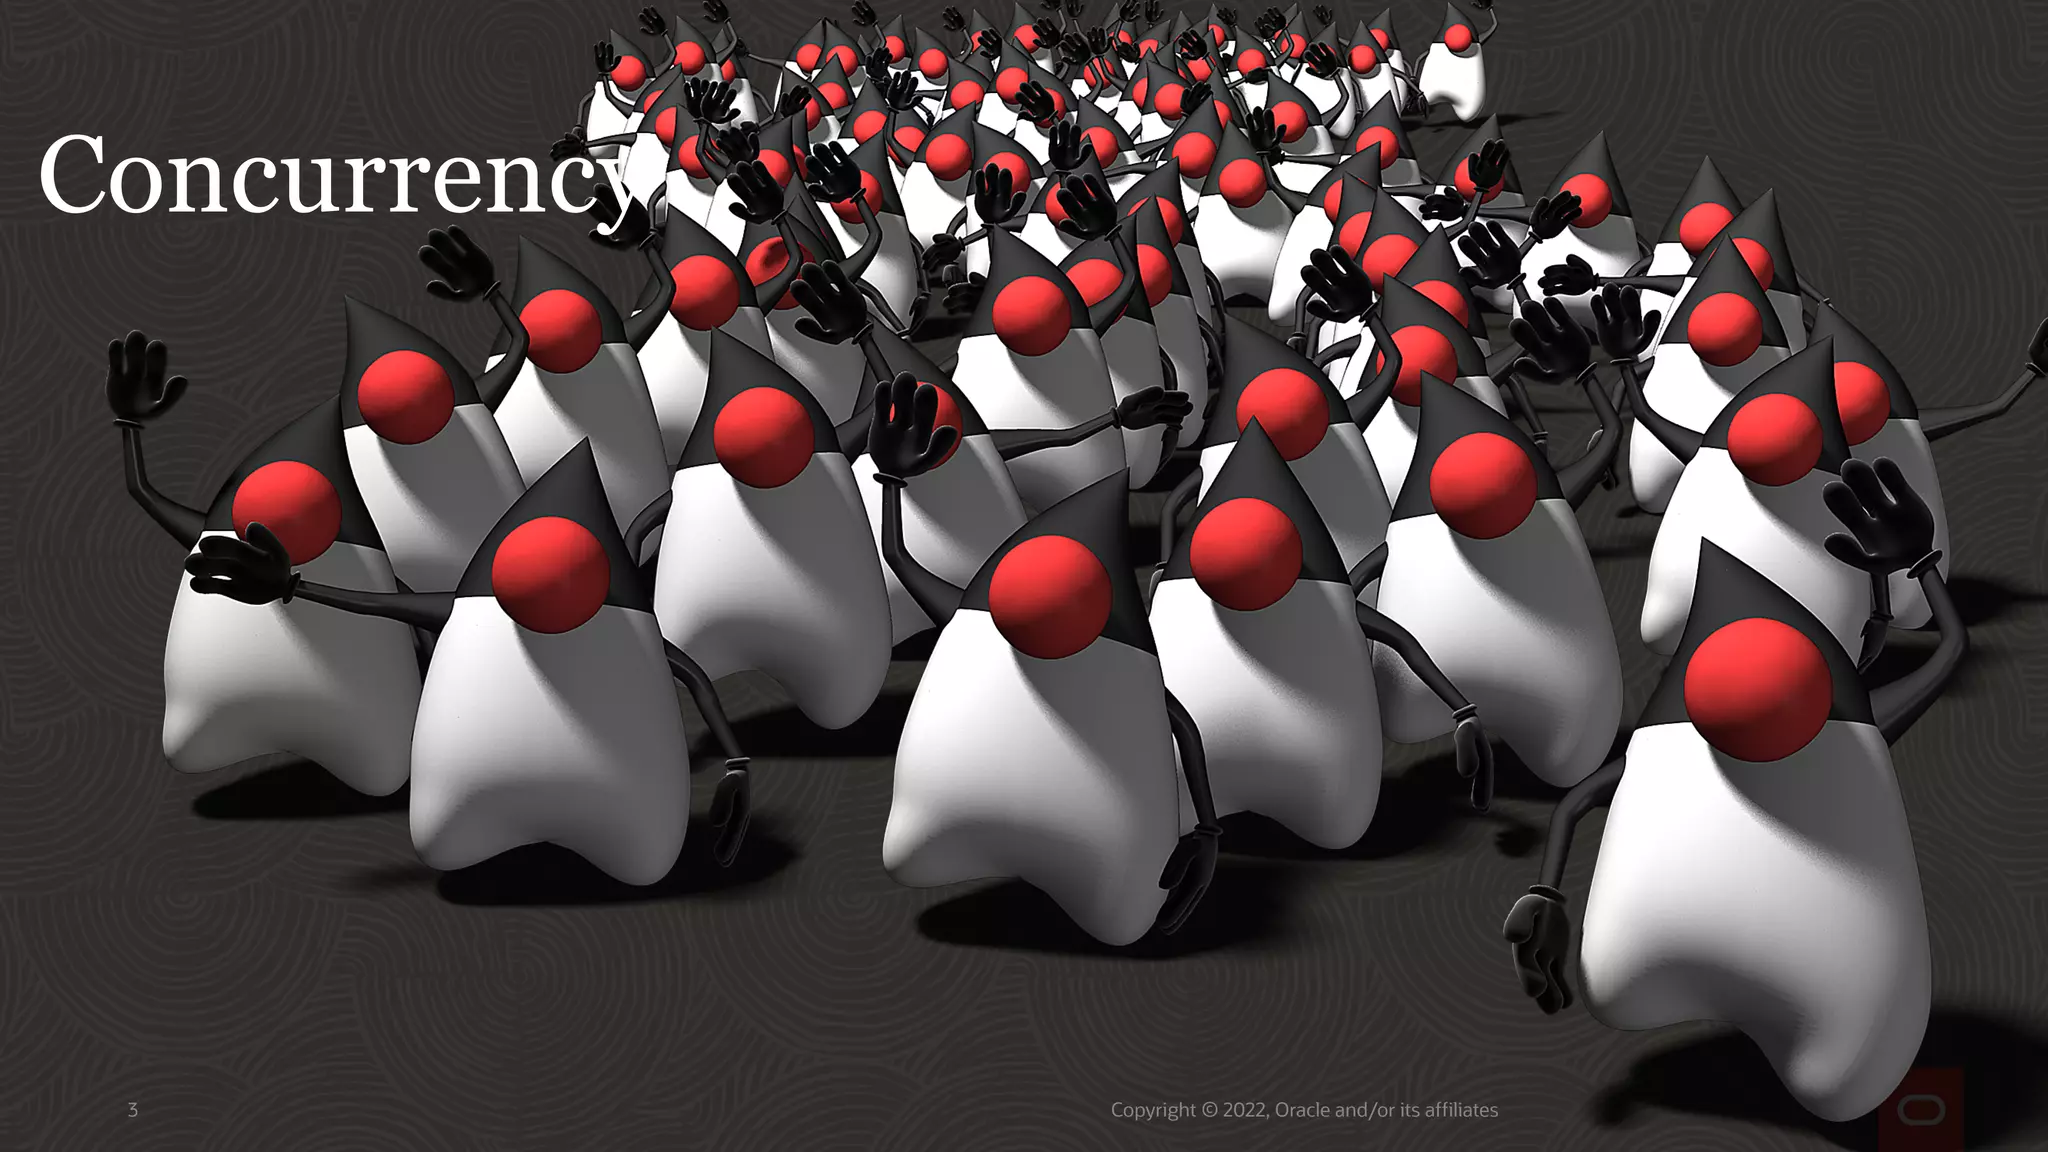 Concurrency
3
Copyright © 2022, Oracle and/or its affiliates